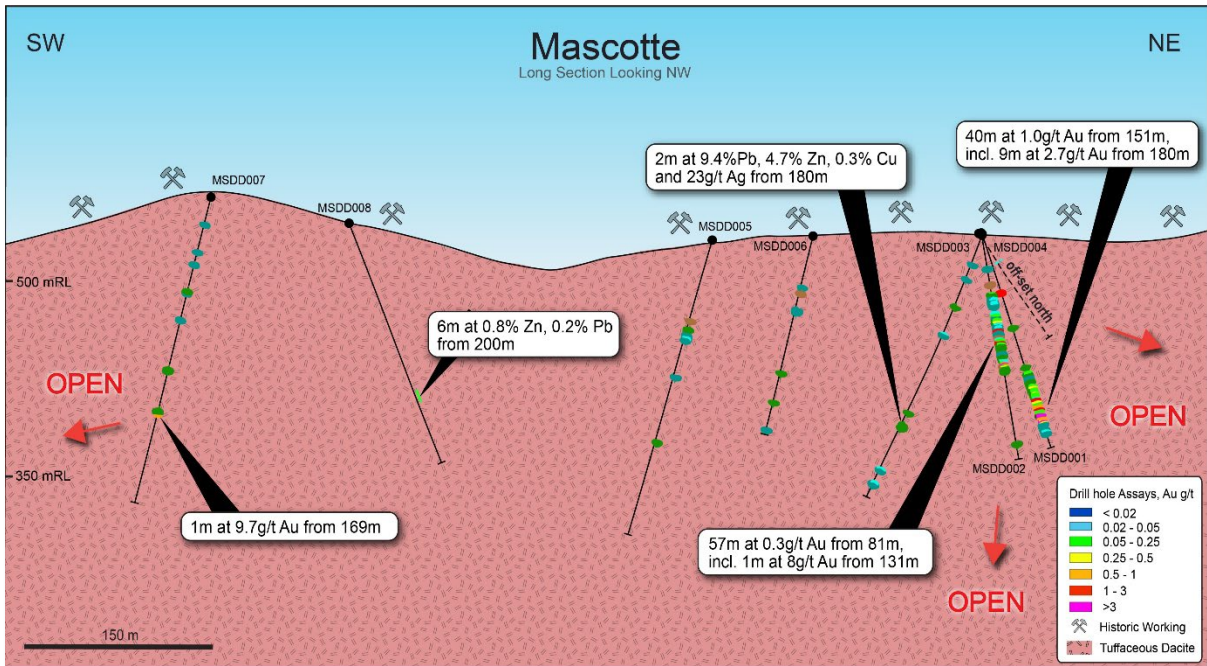 SW
Mascotte
NE
Long Section Looking NW
40m at 1.0g/t Au from 151m,
incl. 9m at 2.7g/t Au from 180m
2m at 9.4%Pb, 4.7% Zn, 0.3% Cu
and 23g/t Ag from 180m
MSDD007
MSDD008
MSDD005
MSDD006
MSDD003
MSDD004
500 mRL
off-set north
6m at 0.8% Zn, 0.2% Pb
from 200m
OPEN
OPEN
MSDD001
MSDD002
350 mRL
1m at 9.7g/t Au from 169m
57m at 0.3g/t Au from 81m,
incl. 1m at 8g/t Au from 131m
OPEN
Drill hole Assays, Au g/t
< 0.02
0.02 - 0.05
0.05 - 0.25
0.25 - 0.5
0.5 - 1
1 - 3
>3
Historic Working
Tuffaceous Dacite
150 m